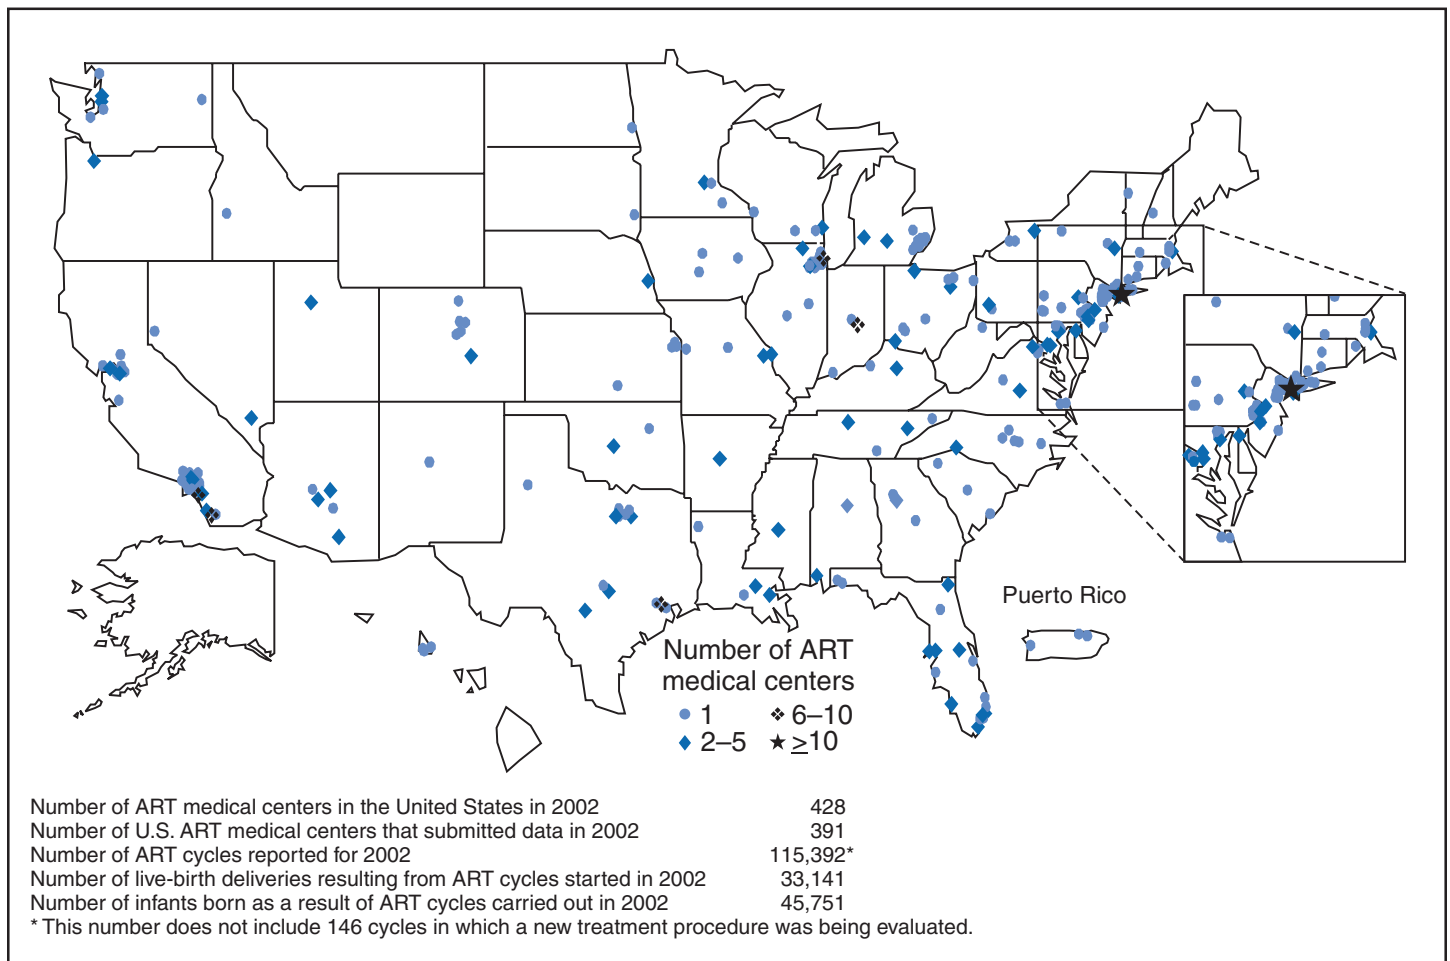 Puerto Rico
Number of ART
medical centers
1 6–10
2–5 ≥10
Number of ART medical centers in the United States in 2002 428
Number of U.S. ART medical centers that submitted data in 2002 391
Number of ART cycles reported for 2002 115,392*
Number of live-birth deliveries resulting from ART cycles started in 2002 33,141
Number of infants born as a result of ART cycles carried out in 2002 45,751
* This number does not include 146 cycles in which a new treatment procedure was being evaluated.